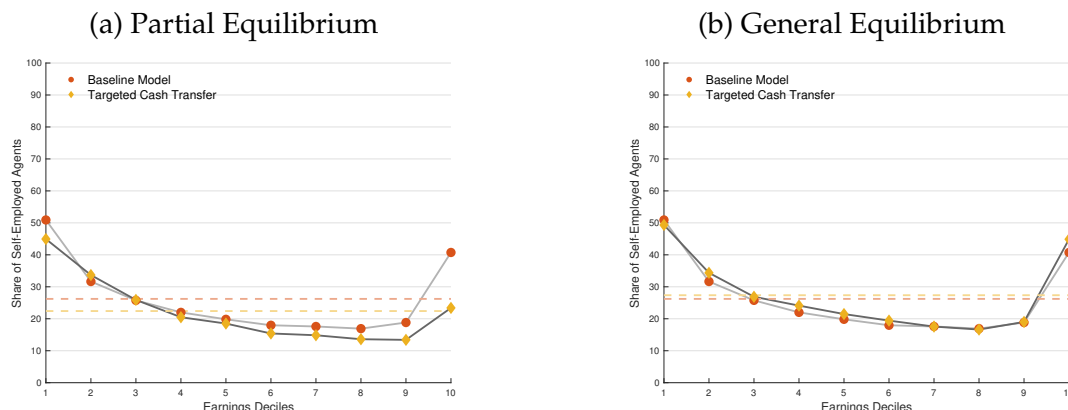 (a) Partial Equilibrium
100
90
80
70
60
50
40
30
20
10
0
Share of Self-Employed Agents
Baseline Model
Targeted Cash Transfer
1 2 3 4 5 6 7 8 9 10
Earnings Deciles
(b) General Equilibrium
100
90
80
70
60
50
40
30
20
10
0
Share of Self-Employed Agents
Baseline Model
Targeted Cash Transfer
1 2 3 4 5 6 7 8 9 1
Earnings Deciles